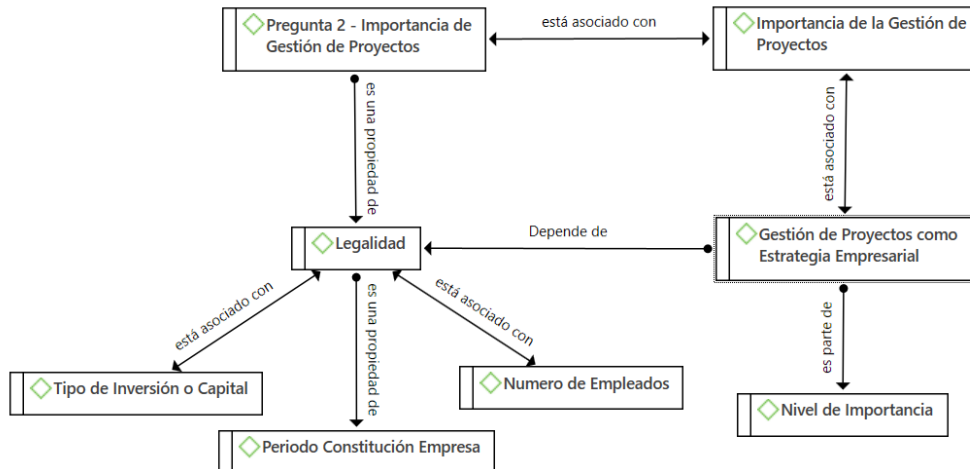 Pregunta 2 - Importancia de
Gestión de Proyectos
está asociado con
Importancia de la Gestión de
Proyectos
es una propiedad de
está asociado con
Legalidad
Depende de
Gestión de Proyectos como
Estrategia Empresarial
está asociado con
es una propiedad de
está asociado con
es parte de
Tipo de Inversión o Capital
Numero de Empleados
Nivel de Importancia
Periodo Constitución Empresa